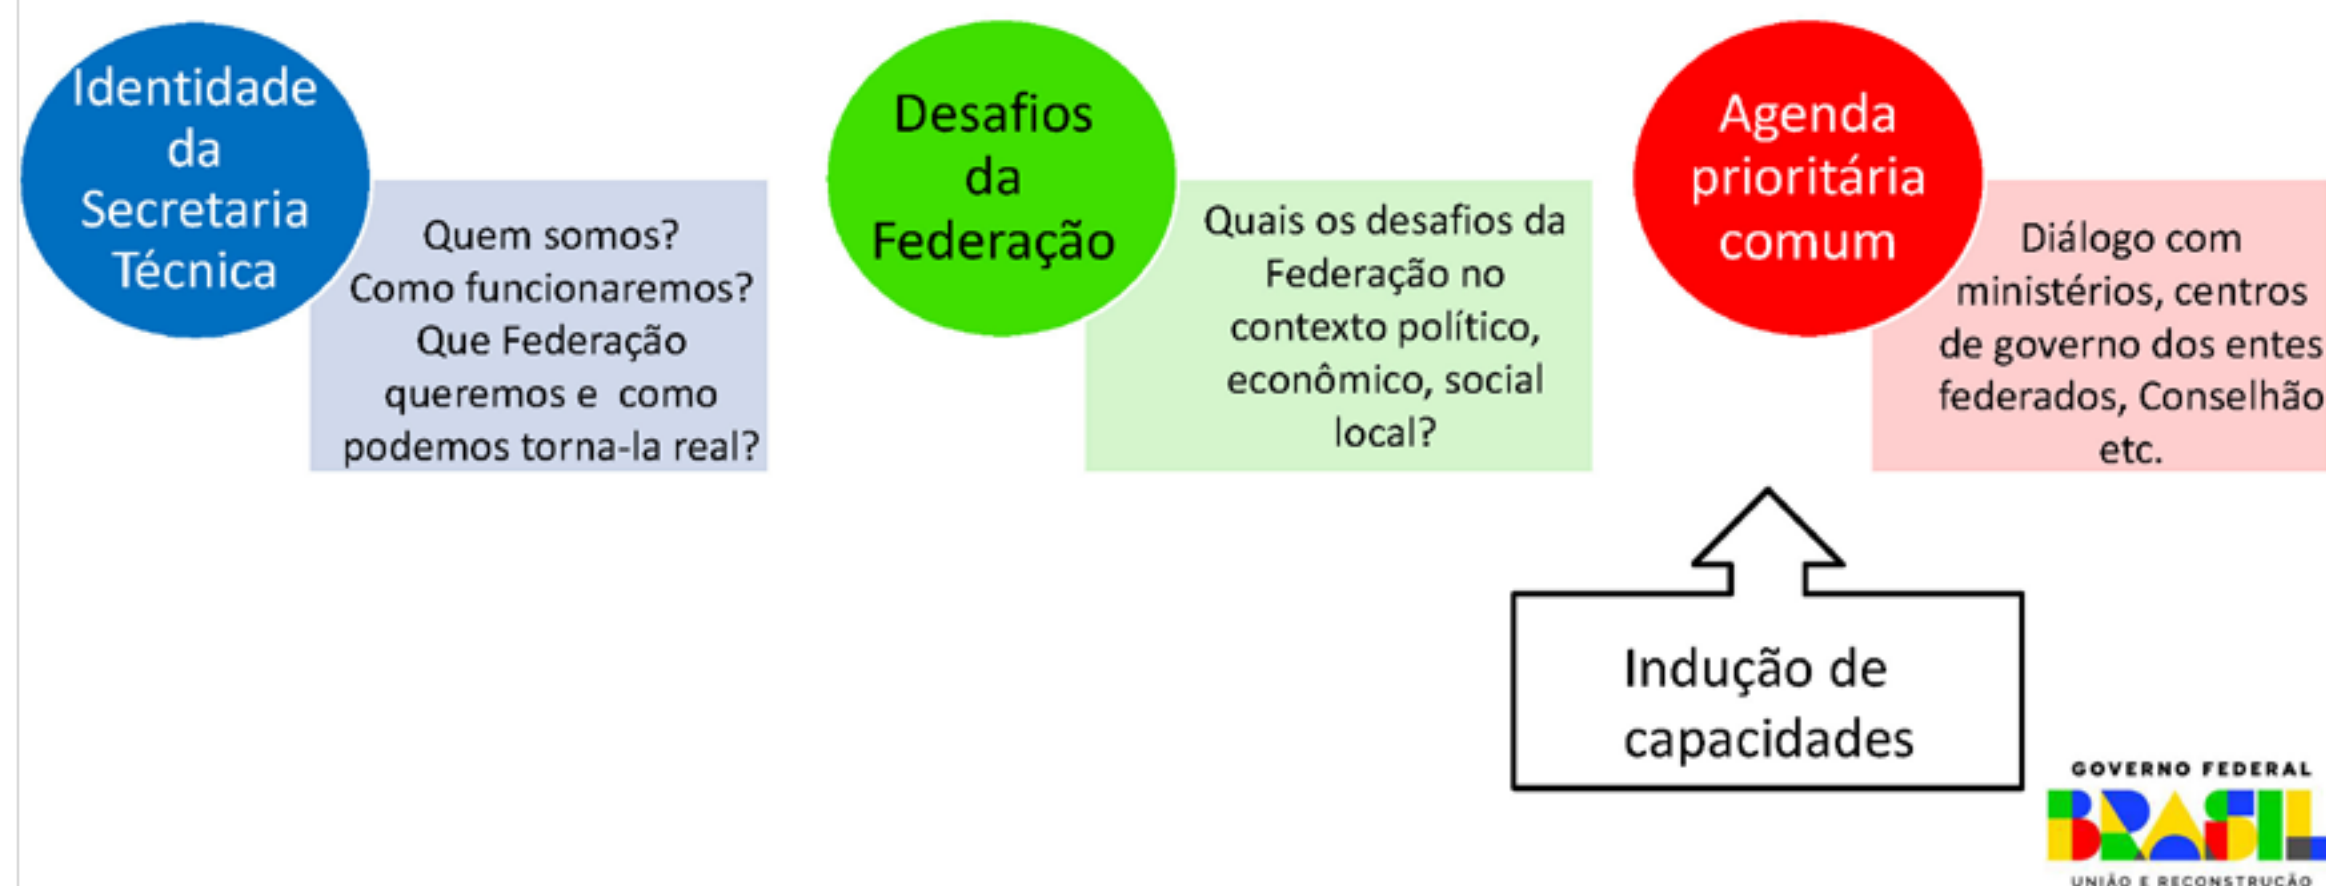 Identidade
da
Secretaria
Técnica
Quem somos?
Como funcionaremos?
Que Federação
queremos e como
podemos torna-la real?
Desafios
da
Federação
Quais os desafios da
Federação no
contexto político,
econômico, social
local?
Agenda
prioritária
comum
Diálogo com
ministérios, centros
de governo dos entes
federados, Conselhão
etc.
Indução de
capacidades
GOVERNO FEDERAL
BRASIL
UNIÃO E RECONSTRUÇÃO